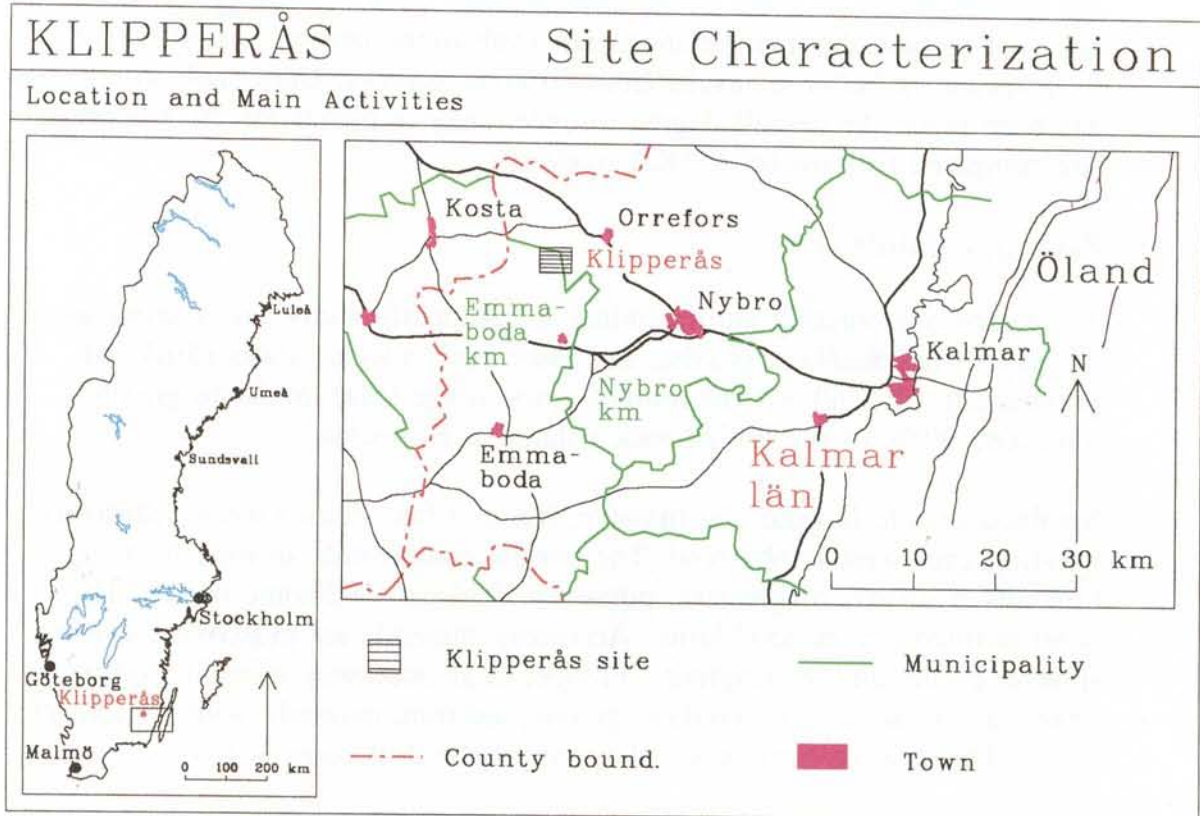 KLIPPERÅS Site Characterization
Location and Main Activities
Luleå
Umeå
Sundsvall
Stockholm
Göteborg
Klipperås
Malmö
0 100 200 km
Kosta
Orrefors
Klipperås
Öland
Emma-
boda
km
Nybro
Kalmar
N
Nybro
km
Emma-
boda
Kalmar
län
0 10 20 30 km
Klipperås site
Municipality
County bound.
Town